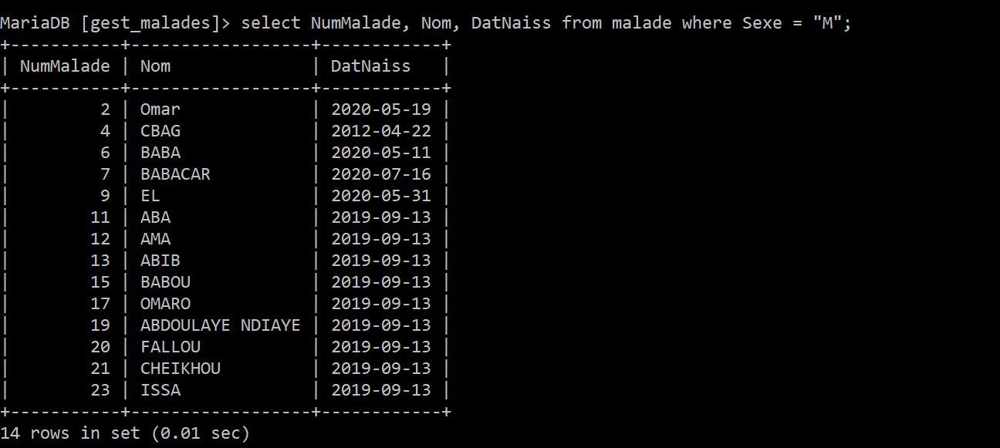 MariaDB [gest_malades]> select NumMalade, Nom, DatNaiss from malade where Sexe = "M";
+-----------+------------------+------------+
| NumMalade | Nom              | DatNaiss   |
+-----------+------------------+------------+
|         2 | Omar             | 2020-05-19 |
|         4 | CBAG             | 2012-04-22 |
|         6 | BABA             | 2020-05-11 |
|         7 | BABACAR          | 2020-07-16 |
|         9 | EL               | 2020-05-31 |
|        11 | ABA              | 2019-09-13 |
|        12 | AMA              | 2019-09-13 |
|        13 | ABIB             | 2019-09-13 |
|        15 | BABOU            | 2019-09-13 |
|        17 | OMARO            | 2019-09-13 |
|        19 | ABDOULAYE NDIAYE | 2019-09-13 |
|        20 | FALLOU           | 2019-09-13 |
|        21 | CHEIKHOU         | 2019-09-13 |
|        23 | ISSA             | 2019-09-13 |
+-----------+------------------+------------+
14 rows in set (0.01 sec)